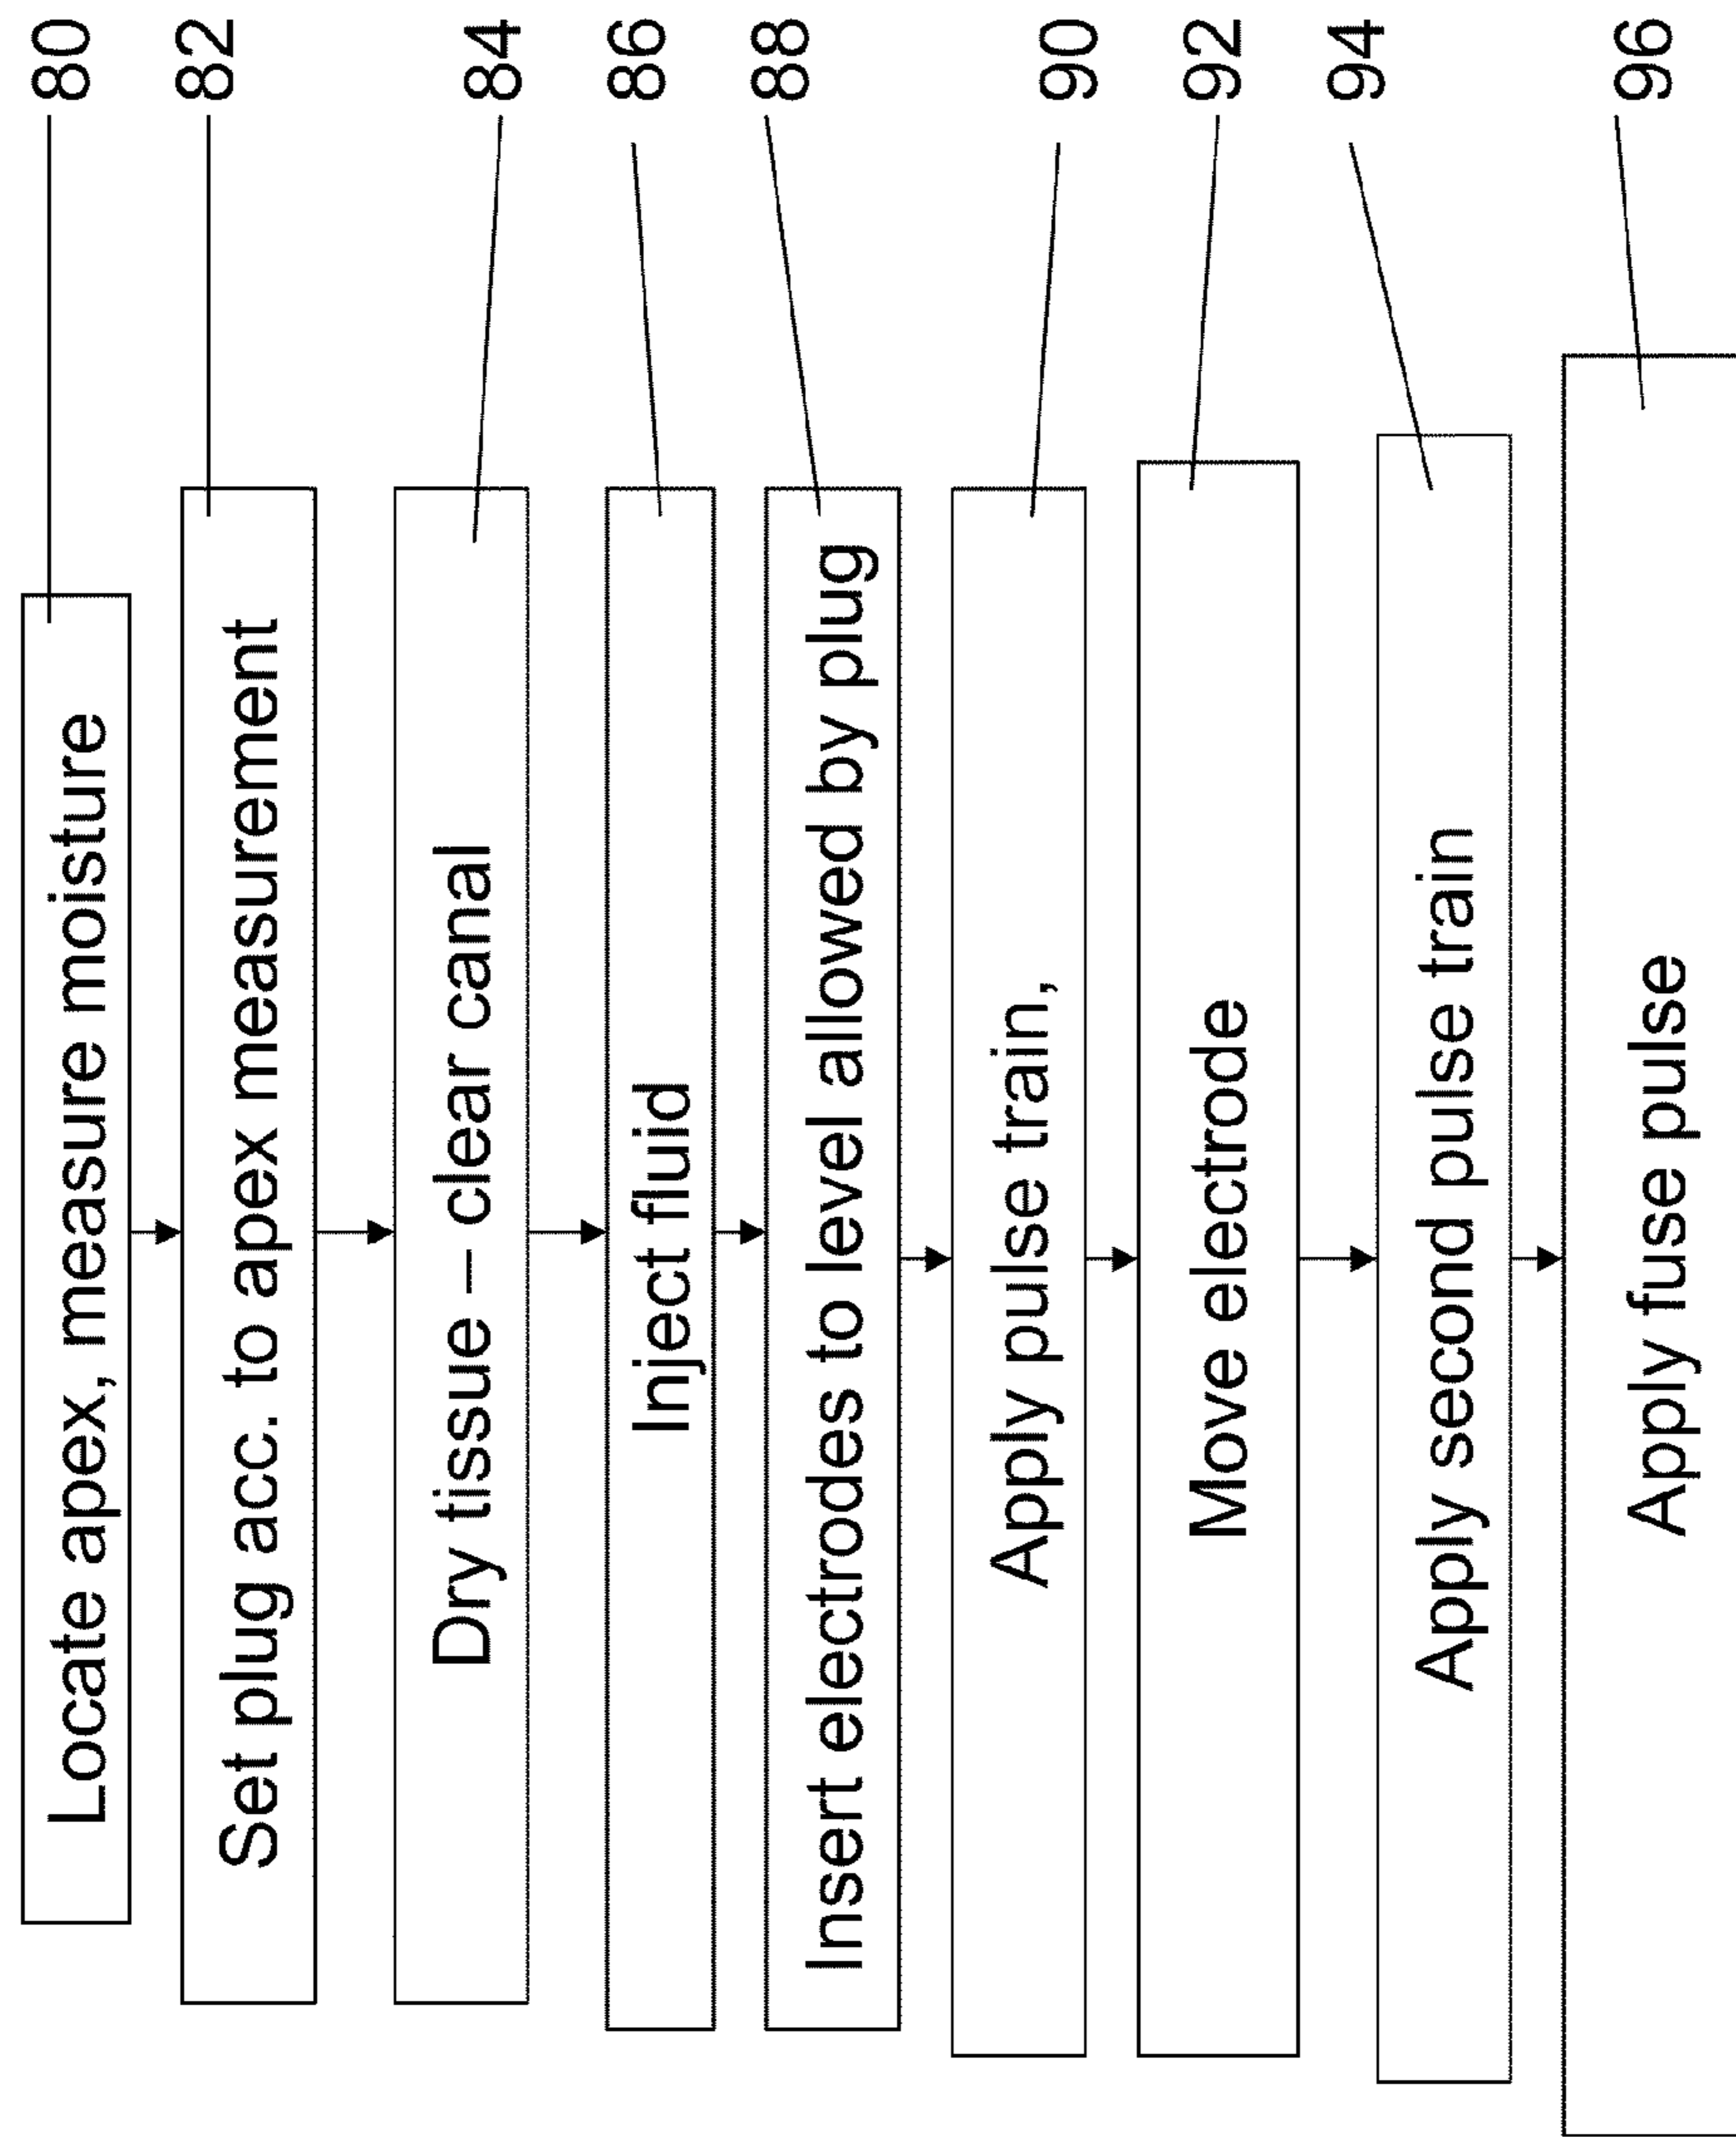 Locate apex, measure moisture
80
Set plug acc. to apex measurement
82
Dry tissue – clear canal
84
Inject fluid
86
Insert electrodes to level allowed by plug
88
Apply pulse train,
90
Move electrode
92
Apply second pulse train
94
Apply fuse pulse
96